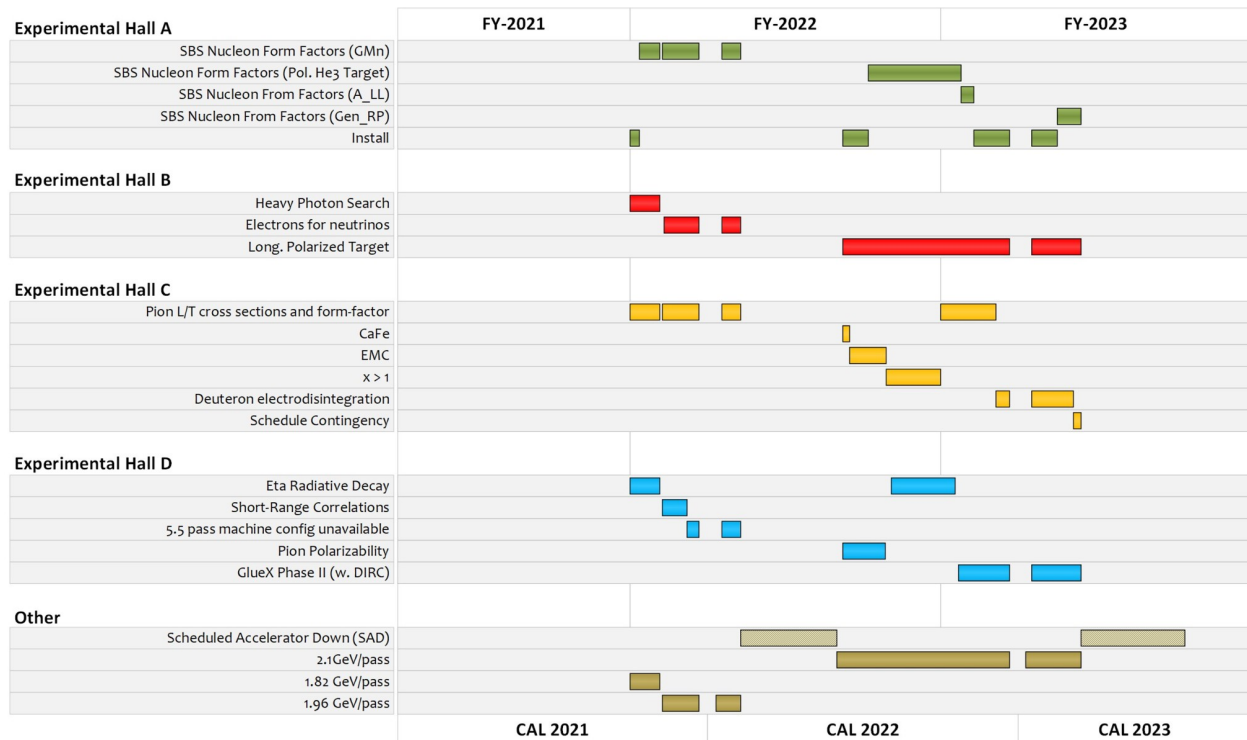 Experimental Hall A
FY-2021 FY-2022 FY-2023
SBS Nucleon Form Factors (GMn)
SBS Nucleon Form Factors (Pol. He3 Target)
SBS Nucleon From Factors (A_LL)
SBS Nucleon From Factors (Gen_RP)
Install
Experimental Hall B
Heavy Photon Search
Electrons for neutrinos
Long. Polarized Target
Experimental Hall C
Pion L/T cross sections and form-factor
CaFe
EMC
x > 1
Deuteron electrodisintegration
Schedule Contingency
Experimental Hall D
Eta Radiative Decay
Short-Range Correlations
5.5 pass machine config unavailable
Pion Polarizability
GlueX Phase II (w. DIRC)
Other
Scheduled Accelerator Down (SAD)
2.1GeV/pass
1.82 GeV/pass
1.96 GeV/pass
CAL 2021 CAL 2022 CAL 2023